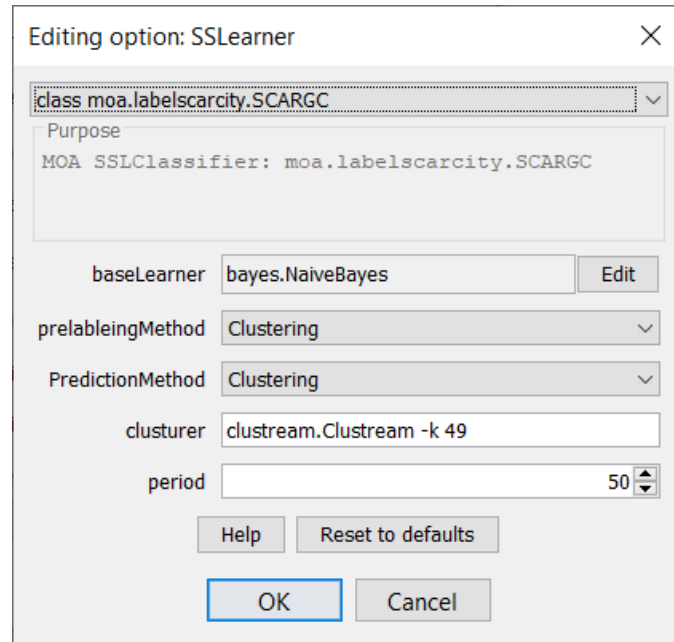 Editing option: SSLearner
class moa.labelscarcity.SCARGC
Purpose
MOA SSLClassifier: moa.labelscarcity.SCARGC
baseLearner bayes.NaiveBayes Edit
prelableingMethod Clustering
PredictionMethod Clustering
clusturer clustream.Clustream -k 49
period 50
Help Reset to defaults
OK Cancel